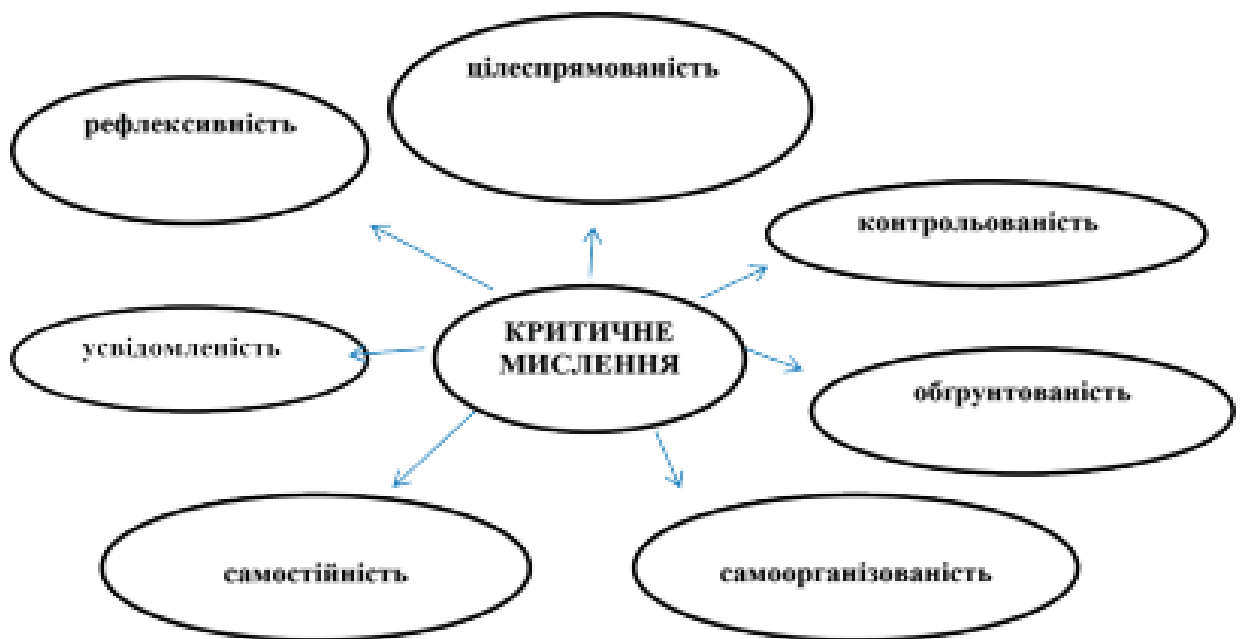 цілеспрямованість
рефлексивність
контрольованість
КРИТИЧНЕ
МИСЛЕННЯ
усвідомленість
обґрунтованість
самостійність
самоорганізованість